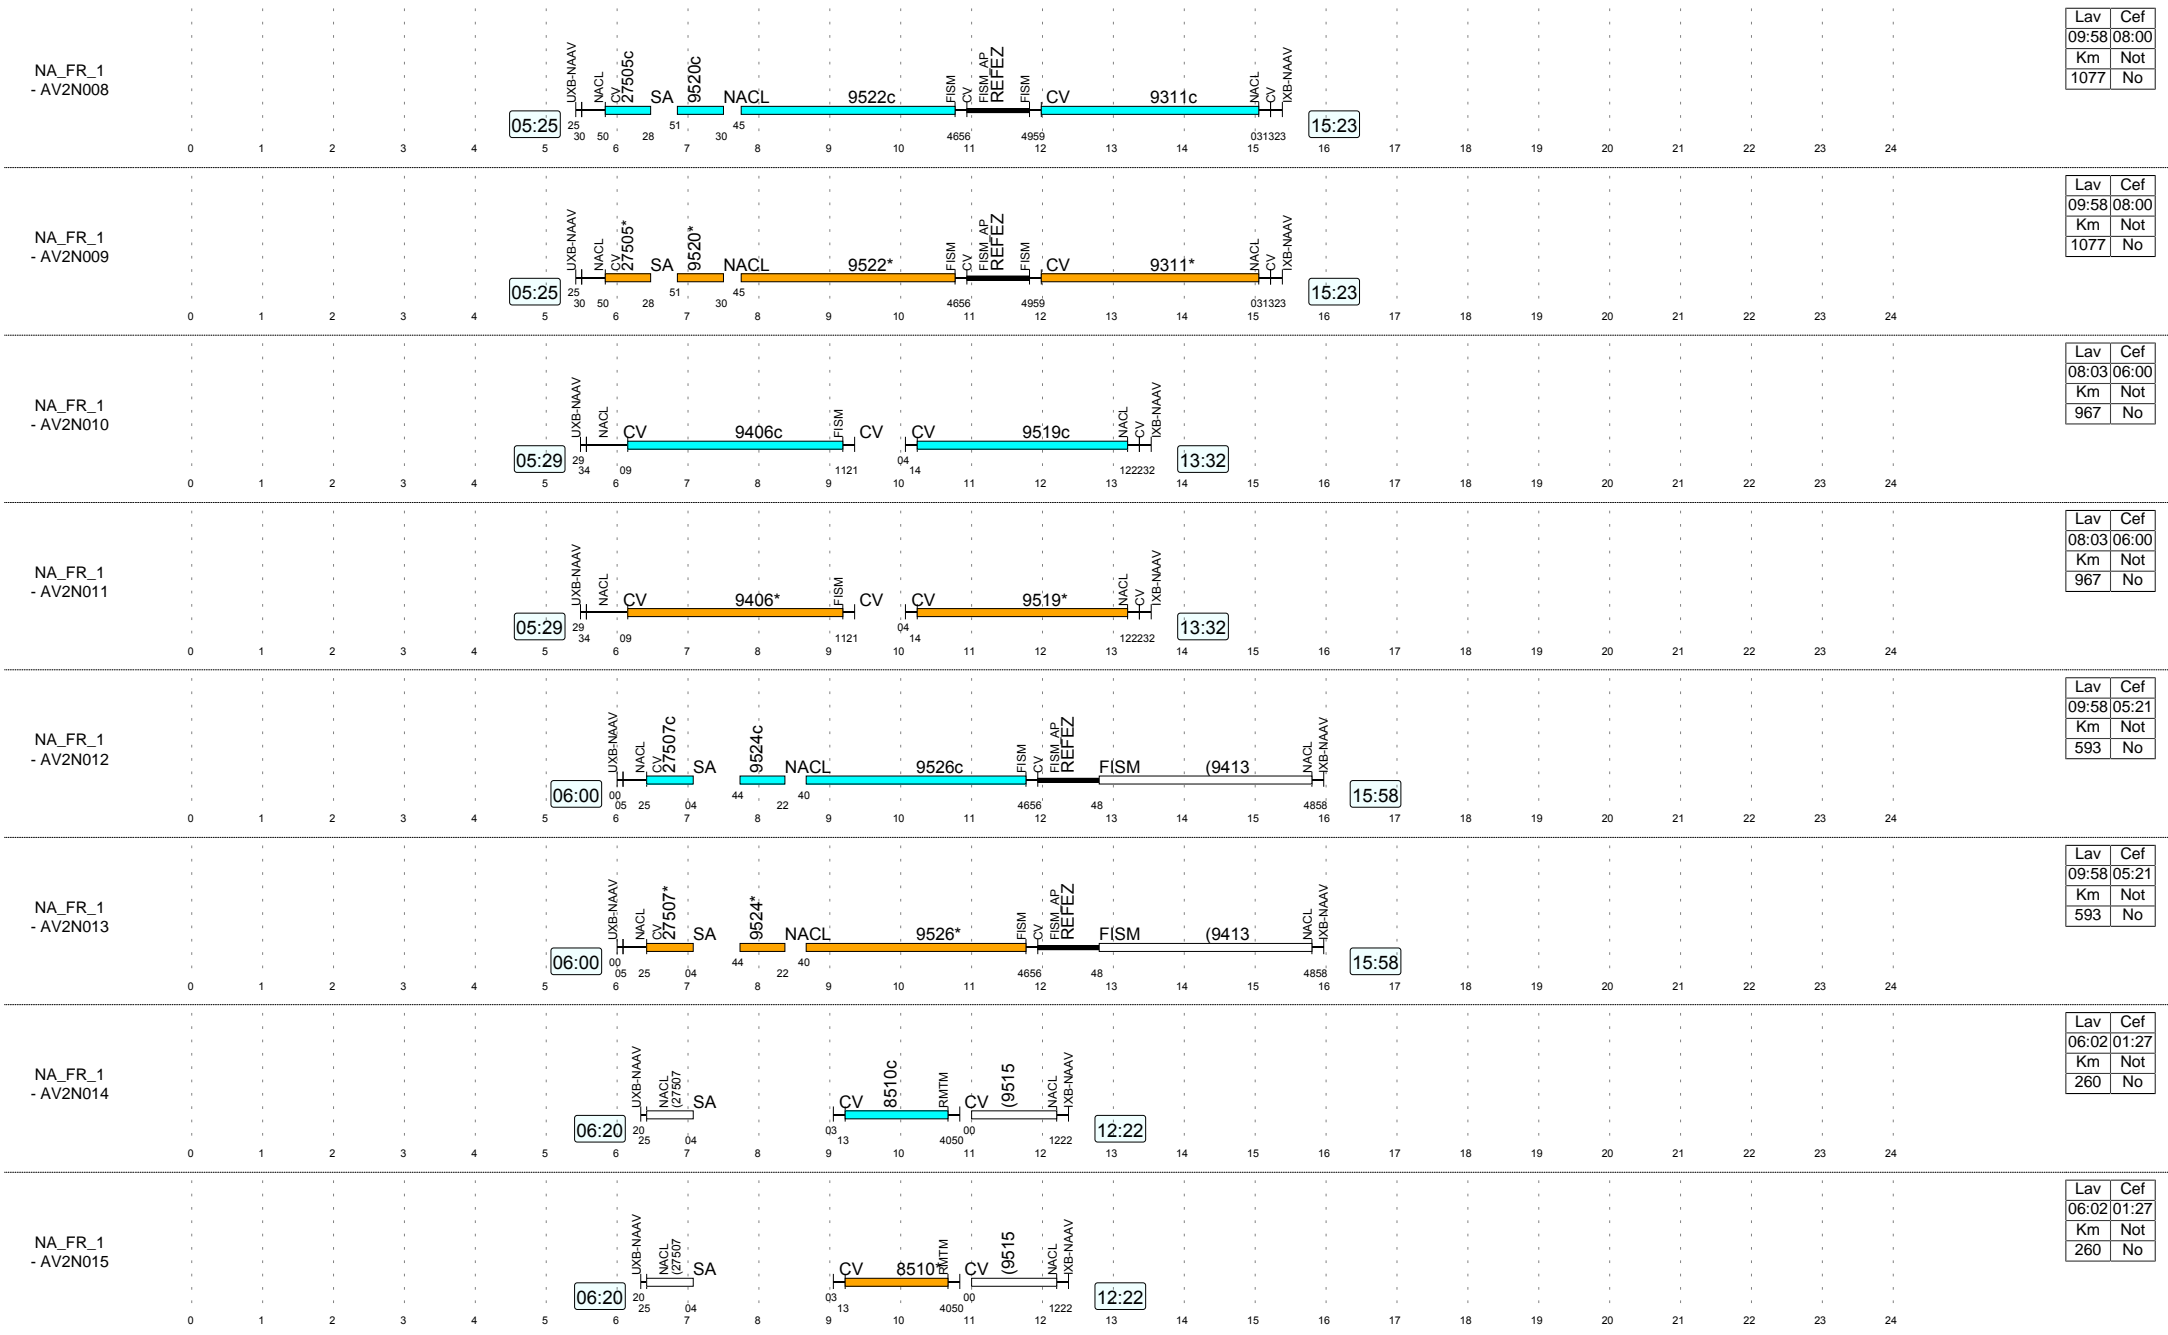 NA_FR_1
- AV2N008
UXB-NAAV NACL CV 27505c SA 9520c NACL 9522c FISM CV FISM_AP REFEZ FISM CV 9311c NACL CV IXB-NAAV
05:25 25 30 50 28 51 30 45 4656 4959 031323 15:23
0 1 2 3 4 5 6 7 8 9 10 11 12 13 14 15 16 17 18 19 20 21 22 23 24
Lav Cef
09:58 08:00
Km Not
1077 No
NA_FR_1
- AV2N009
UXB-NAAV NACL CV 27505* SA 9520* NACL 9522* FISM CV FISM_AP REFEZ FISM CV 9311* NACL CV IXB-NAAV
05:25 25 30 50 28 51 30 45 4656 4959 031323 15:23
0 1 2 3 4 5 6 7 8 9 10 11 12 13 14 15 16 17 18 19 20 21 22 23 24
Lav Cef
09:58 08:00
Km Not
1077 No
NA_FR_1
- AV2N010
UXB-NAAV NACL CV 9406c FISM CV CV 9519c NACL CV IXB-NAAV
05:29 29 34 09 1121 04 14 122232 13:32
0 1 2 3 4 5 6 7 8 9 10 11 12 13 14 15 16 17 18 19 20 21 22 23 24
Lav Cef
08:03 06:00
Km Not
967 No
NA_FR_1
- AV2N011
UXB-NAAV NACL CV 9406* FISM CV CV 9519* NACL CV IXB-NAAV
05:29 29 34 09 1121 04 14 122232 13:32
0 1 2 3 4 5 6 7 8 9 10 11 12 13 14 15 16 17 18 19 20 21 22 23 24
Lav Cef
08:03 06:00
Km Not
967 No
NA_FR_1
- AV2N012
UXB-NAAV NACL CV 27507c SA 9524c NACL 9526c FISM CV FISM_AP REFEZ FISM (9413 NACL IXB-NAAV
06:00 00 05 25 04 44 22 40 4656 48 4858 15:58
0 1 2 3 4 5 6 7 8 9 10 11 12 13 14 15 16 17 18 19 20 21 22 23 24
Lav Cef
09:58 05:21
Km Not
593 No
NA_FR_1
- AV2N013
UXB-NAAV NACL CV 27507* SA 9524* NACL 9526* FISM CV FISM_AP REFEZ FISM (9413 NACL IXB-NAAV
06:00 00 05 25 04 44 22 40 4656 48 4858 15:58
0 1 2 3 4 5 6 7 8 9 10 11 12 13 14 15 16 17 18 19 20 21 22 23 24
Lav Cef
09:58 05:21
Km Not
593 No
NA_FR_1
- AV2N014
UXB-NAAV NACL (27507 SA CV 8510c RMTM CV (9515 NACL IXB-NAAV
06:20 20 25 04 03 13 4050 00 1222 12:22
0 1 2 3 4 5 6 7 8 9 10 11 12 13 14 15 16 17 18 19 20 21 22 23 24
Lav Cef
06:02 01:27
Km Not
260 No
NA_FR_1
- AV2N015
UXB-NAAV NACL (27507 SA CV 8510* RMTM CV (9515 NACL IXB-NAAV
06:20 20 25 04 03 13 4050 00 1222 12:22
0 1 2 3 4 5 6 7 8 9 10 11 12 13 14 15 16 17 18 19 20 21 22 23 24
Lav Cef
06:02 01:27
Km Not
260 No